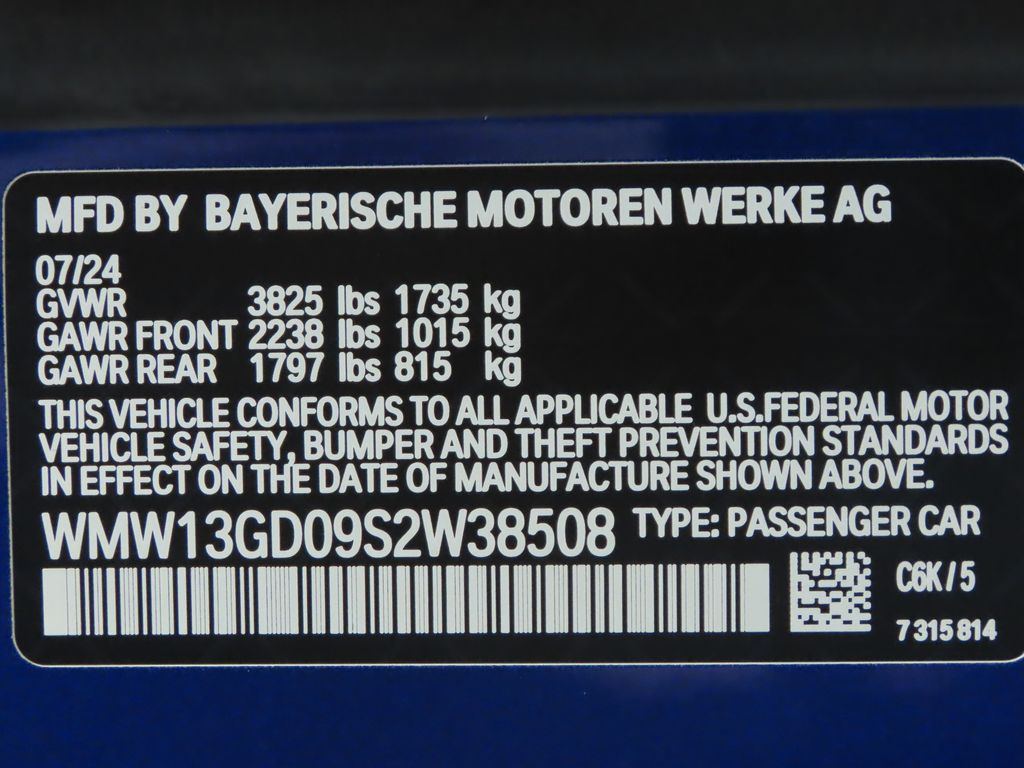 MFD BY BAYERISCHE MOTOREN WERKE AG
07/24
GVWR 3825 lbs 1735 kg
GAWR FRONT 2238 lbs 1015 kg
GAWR REAR 1797 lbs 815 kg
THIS VEHICLE CONFORMS TO ALL APPLICABLE U.S.FEDERAL MOTOR
VEHICLE SAFETY, BUMPER AND THEFT PREVENTION STANDARDS
IN EFFECT ON THE DATE OF MANUFACTURE SHOWN ABOVE.
WMW13GD09S2W38508 TYPE: PASSENGER CAR
C6K/5
7 315 814